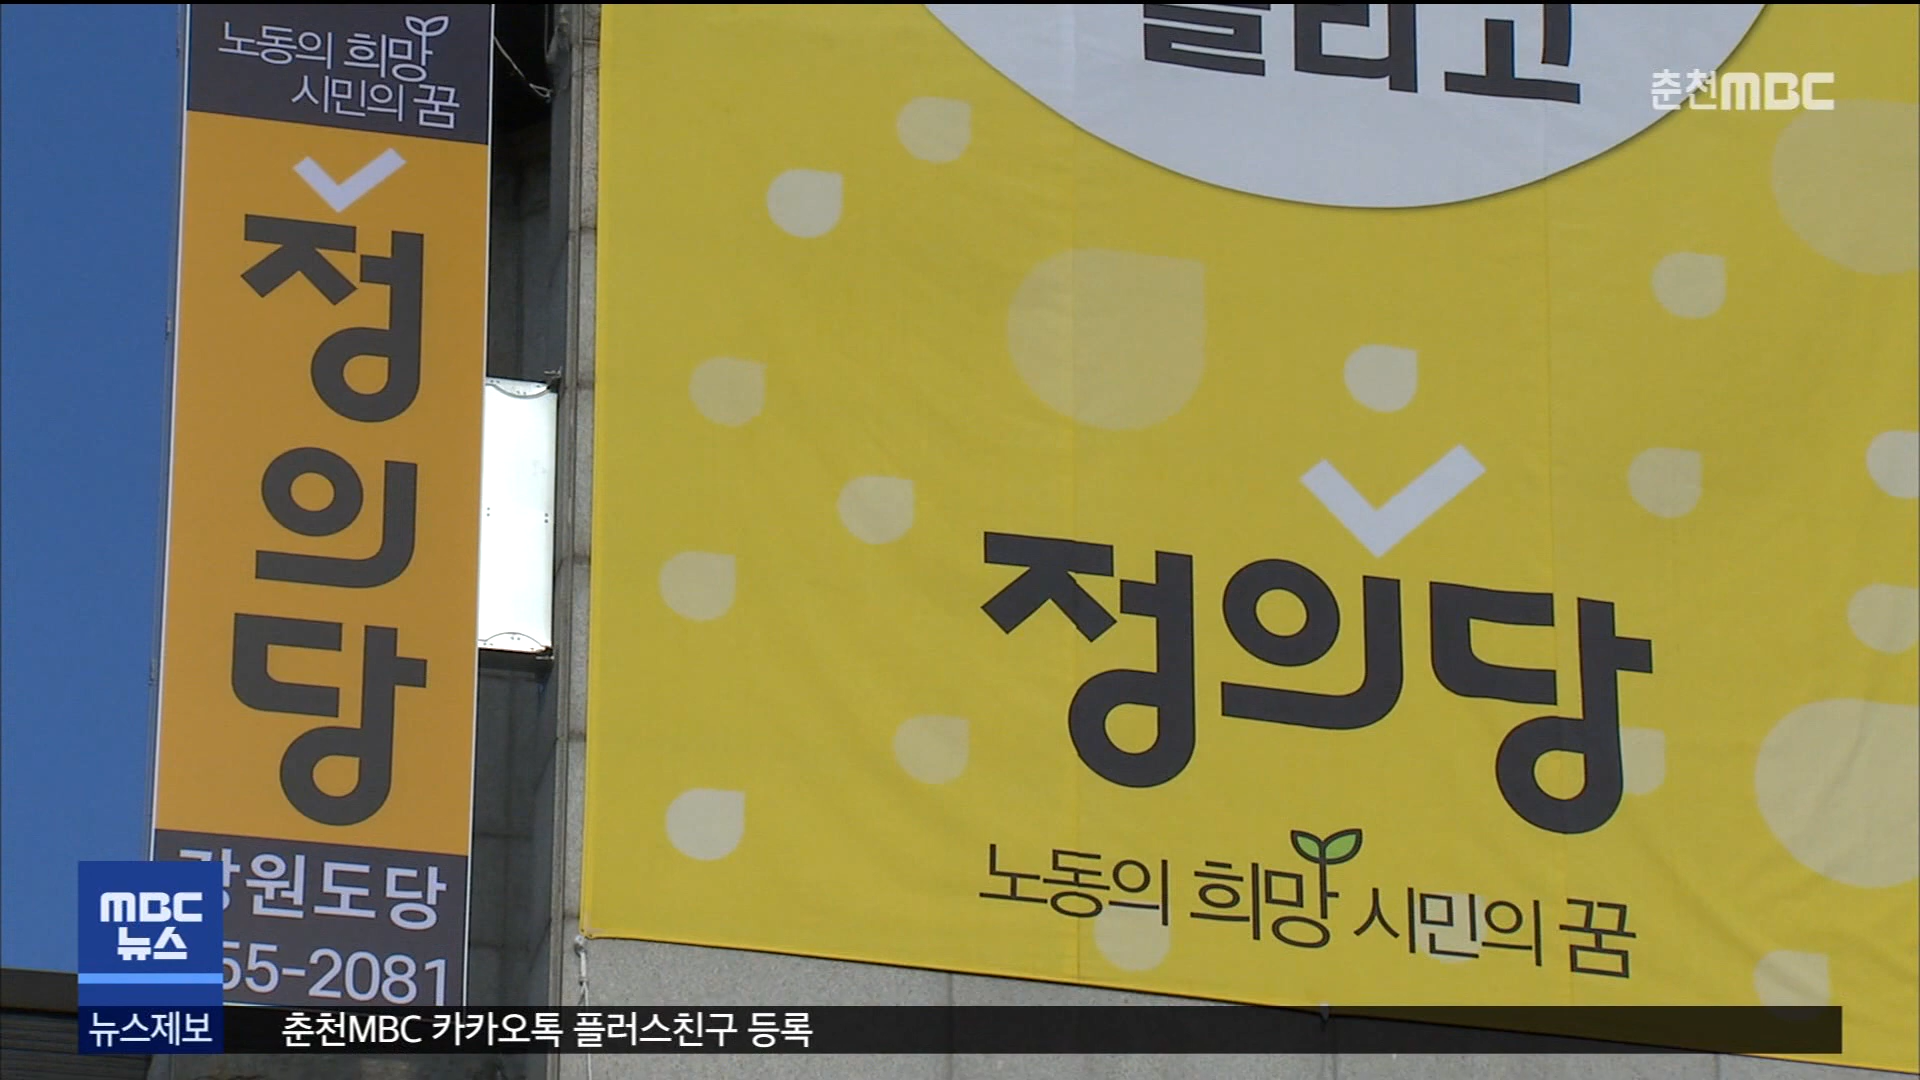 노동의 희망
시민의 꿈
정의당
강원도당
55-2081
춘천MBC
정의당
노동의 희망 시민의 꿈
MBC
뉴스
뉴스제보
춘천MBC 카카오톡 플러스친구 등록